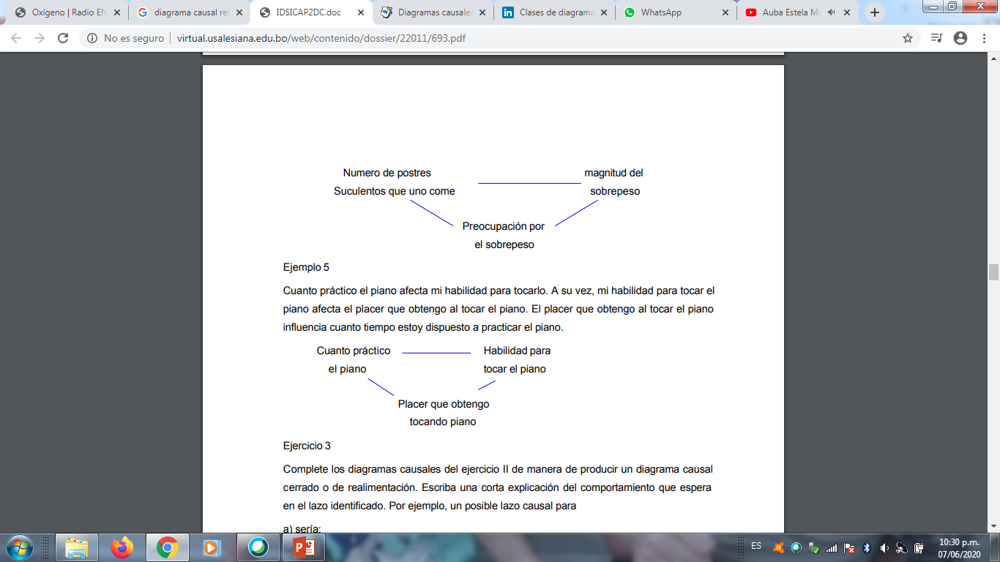 Oxígeno | Radio EN
diagrama causal ret
IDSICAP2DC.doc
Diagramas causales
Clases de diagrama
WhatsApp
Auba Estela Mu
No es seguro
virtual.usalesiana.edu.bo/web/contenido/dossier/22011/693.pdf
Numero de postres
magnitud del
Suculentos que uno come
sobrepeso
Preocupación por
el sobrepeso
Ejemplo 5
Cuanto práctico el piano afecta mi habilidad para tocarlo. A su vez, mi habilidad para tocar el
piano afecta el placer que obtengo al tocar el piano. El placer que obtengo al tocar el piano
influencia cuanto tiempo estoy dispuesto a practicar el piano.
Cuanto práctico
Habilidad para
el piano
tocar el piano
Placer que obtengo
tocando piano
Ejercicio 3
Complete los diagramas causales del ejercicio II de manera de producir un diagrama causal
cerrado o de realimentación. Escriba una corta explicación del comportamiento que espera
en el lazo identificado. Por ejemplo, un posible lazo causal para
a) sería:
ES
10:30 p.m.
07/06/2020